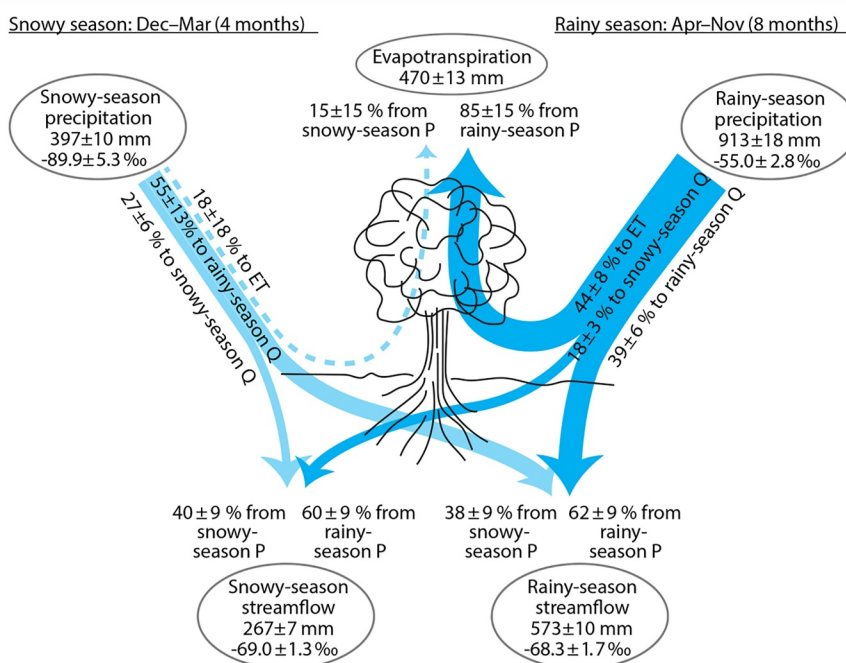 Snowy season: Dec–Mar (4 months)
Rainy season: Apr–Nov (8 months)
Evapotranspiration
470±13 mm
Snowy-season
precipitation
397±10 mm
-89.9±5.3 ‰
15±15 % from
snowy-season P
85±15 % from
rainy-season P
Rainy-season
precipitation
913±18 mm
-55.0±2.8 ‰
18±18 % to ET
55±13% to rainy-season Q
27±6 % to snowy-season Q
44±8 % to ET
18±3 % to snowy-season Q
39±6 % to rainy-season Q
40±9 % from
snowy-
season P
60±9 % from
rainy-
season P
38±9 % from
snowy-
season P
62±9 % from
rainy-
season P
Snowy-season
streamflow
267±7 mm
-69.0±1.3 ‰
Rainy-season
streamflow
573±10 mm
-68.3±1.7 ‰